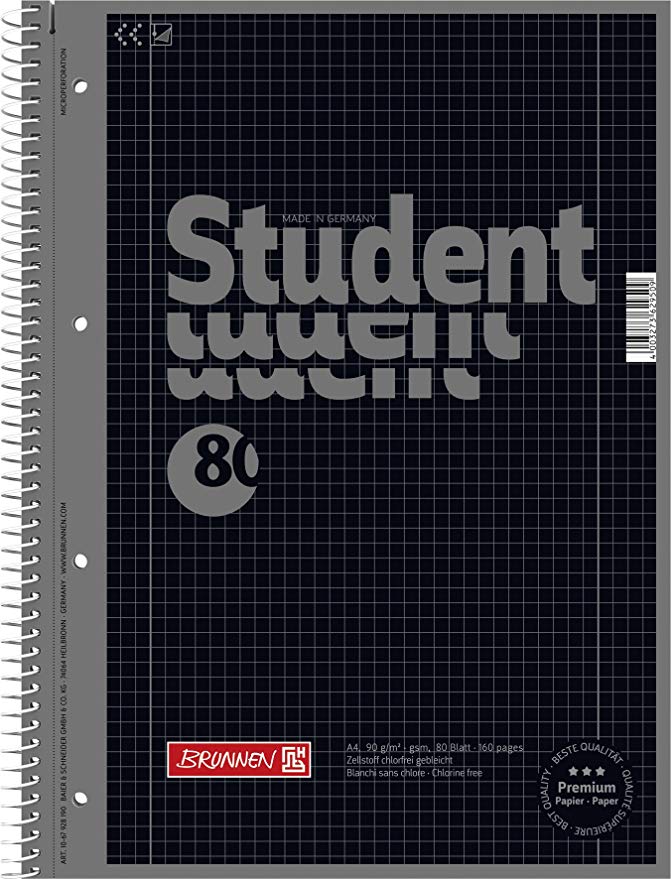 MICROPERFORATION
MADE IN GERMANY
Student
80
BRUNNEN
A4, 90 g/m² · gsm, 80 Blatt · 160 pages
Zellstoff chlorfrei gebleicht
Blanchi sans chlore · Chlorine free
BESTE QUALITÄT · QUALITÉ SUPÉRIEURE · BEST QUALITY ·
Premium
Papier · Paper
4 003273 629509
ART. 10-67 928 190 BAIER & SCHNEIDER GMBH & CO. KG · 74064 HEILBRONN · GERMANY · WWW.BRUNNEN.COM